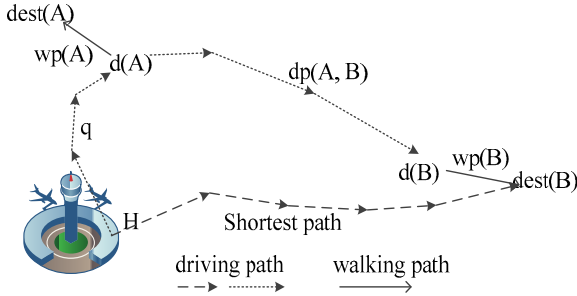 dest(A)
wp(A)
d(A)
dp(A, B)
q
d(B)
wp(B)
dest(B)
H
Shortest path
driving path
walking path